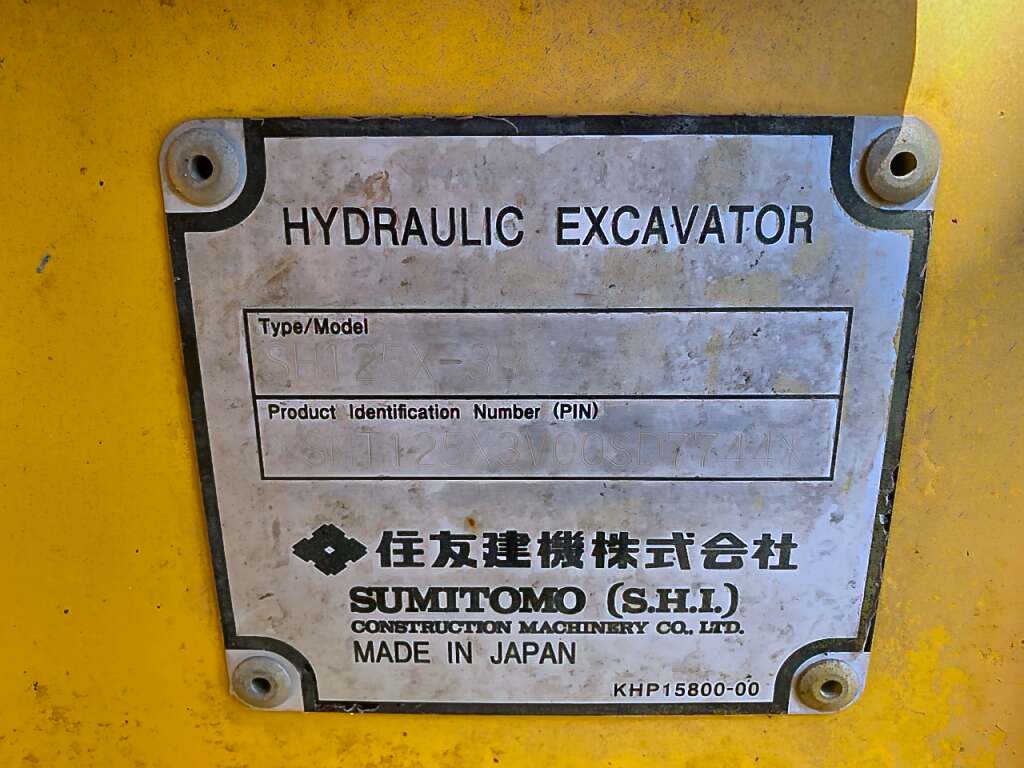 HYDRAULIC EXCAVATOR
Type/Model
Product Identification Number (PIN)
住友建機株式会社
SUMITOMO (S.H.I.)
CONSTRUCTION MACHINERY CO., LTD.
MADE IN JAPAN
KHP15800-00